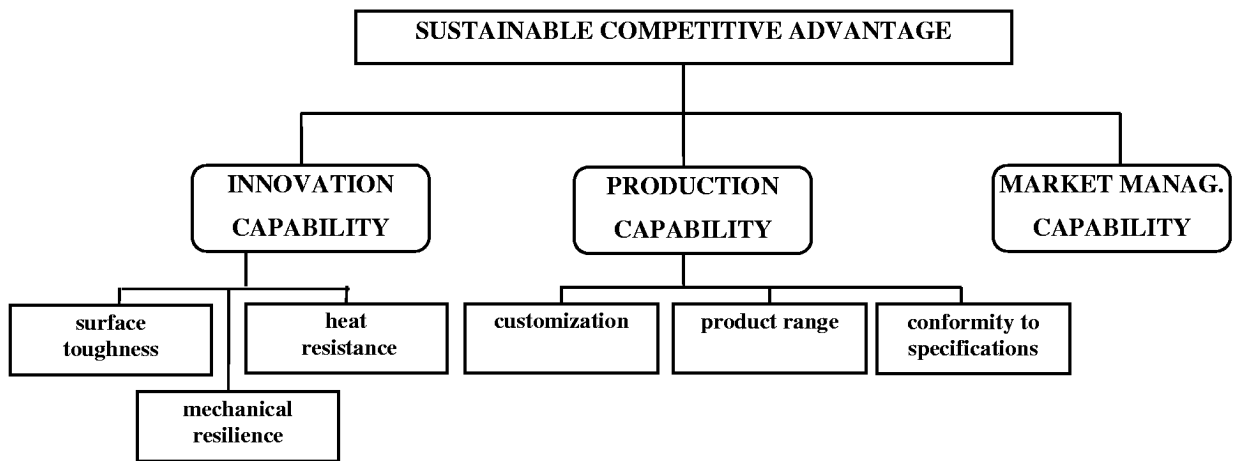 SUSTAINABLE COMPETITIVE ADVANTAGE
INNOVATION
CAPABILITY
PRODUCTION
CAPABILITY
MARKET MANAG.
CAPABILITY
surface
toughness
heat
resistance
customization
product range
conformity to
specifications
mechanical
resilience